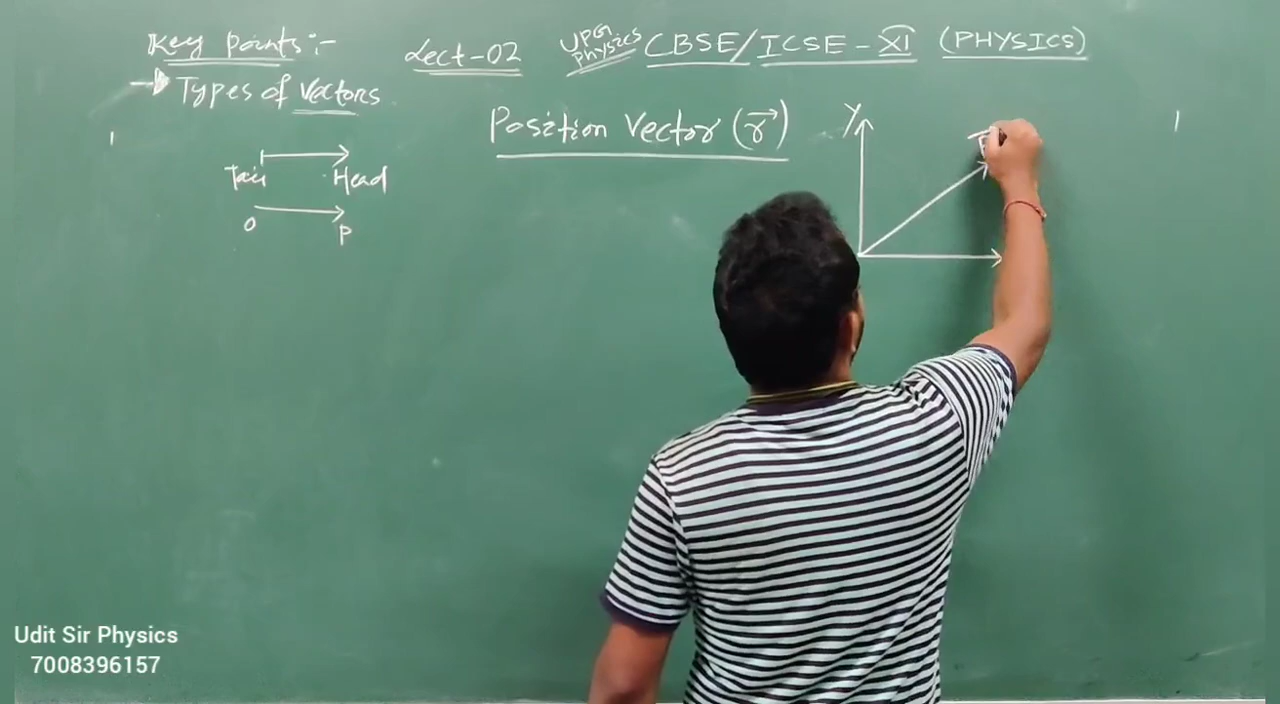 Key Points:-
Lect-02
UPG Physics
CBSE/ICSE-XI (PHYSICS)
Types of Vectors
Position Vector (r⃗)
Y
Tail Head
O P
Udit Sir Physics
7008396157